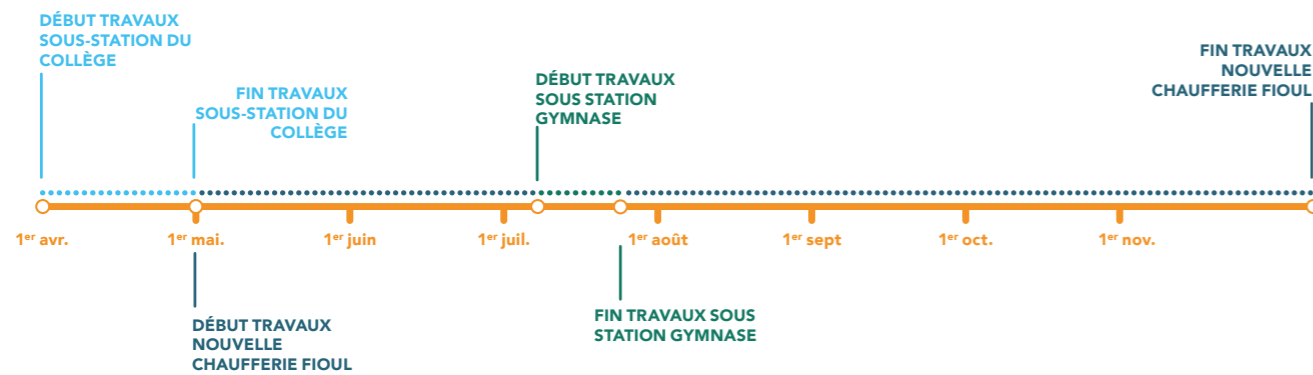 DÉBUT TRAVAUX
SOUS-STATION DU
COLLÈGE
FIN TRAVAUX
SOUS-STATION DU
COLLÈGE
DÉBUT TRAVAUX
SOUS STATION
GYMNASE
FIN TRAVAUX
NOUVELLE
CHAUFFERIE FIOUL
1er avr.
1er mai.
1er juin
1er juil.
1er août
1er sept
1er oct.
1er nov.
DÉBUT TRAVAUX
NOUVELLE
CHAUFFERIE FIOUL
FIN TRAVAUX SOUS
STATION GYMNASE